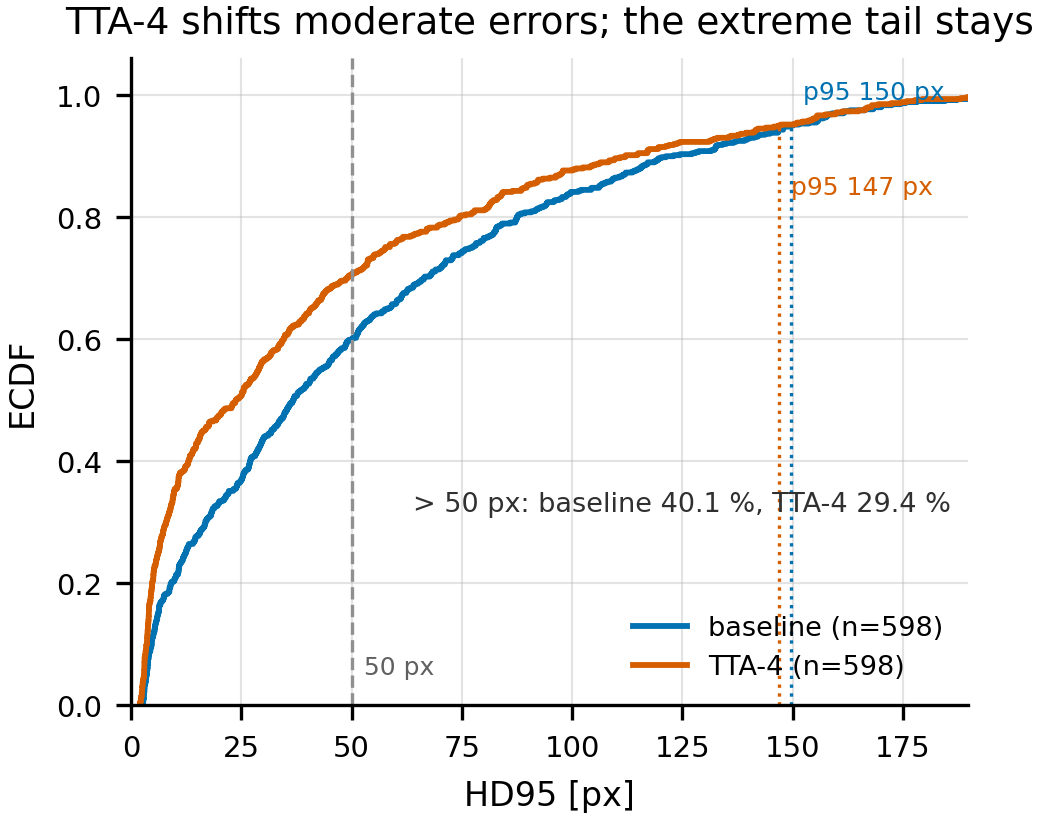 TTA-4 shifts moderate errors; the extreme tail stays
ECDF
1.0
0.8
0.6
0.4
0.2
0.0
p95 150 px
p95 147 px
> 50 px: baseline 40.1 %, TTA-4 29.4 %
baseline (n=598)
TTA-4 (n=598)
50 px
0 25 50 75 100 125 150 175
HD95 [px]